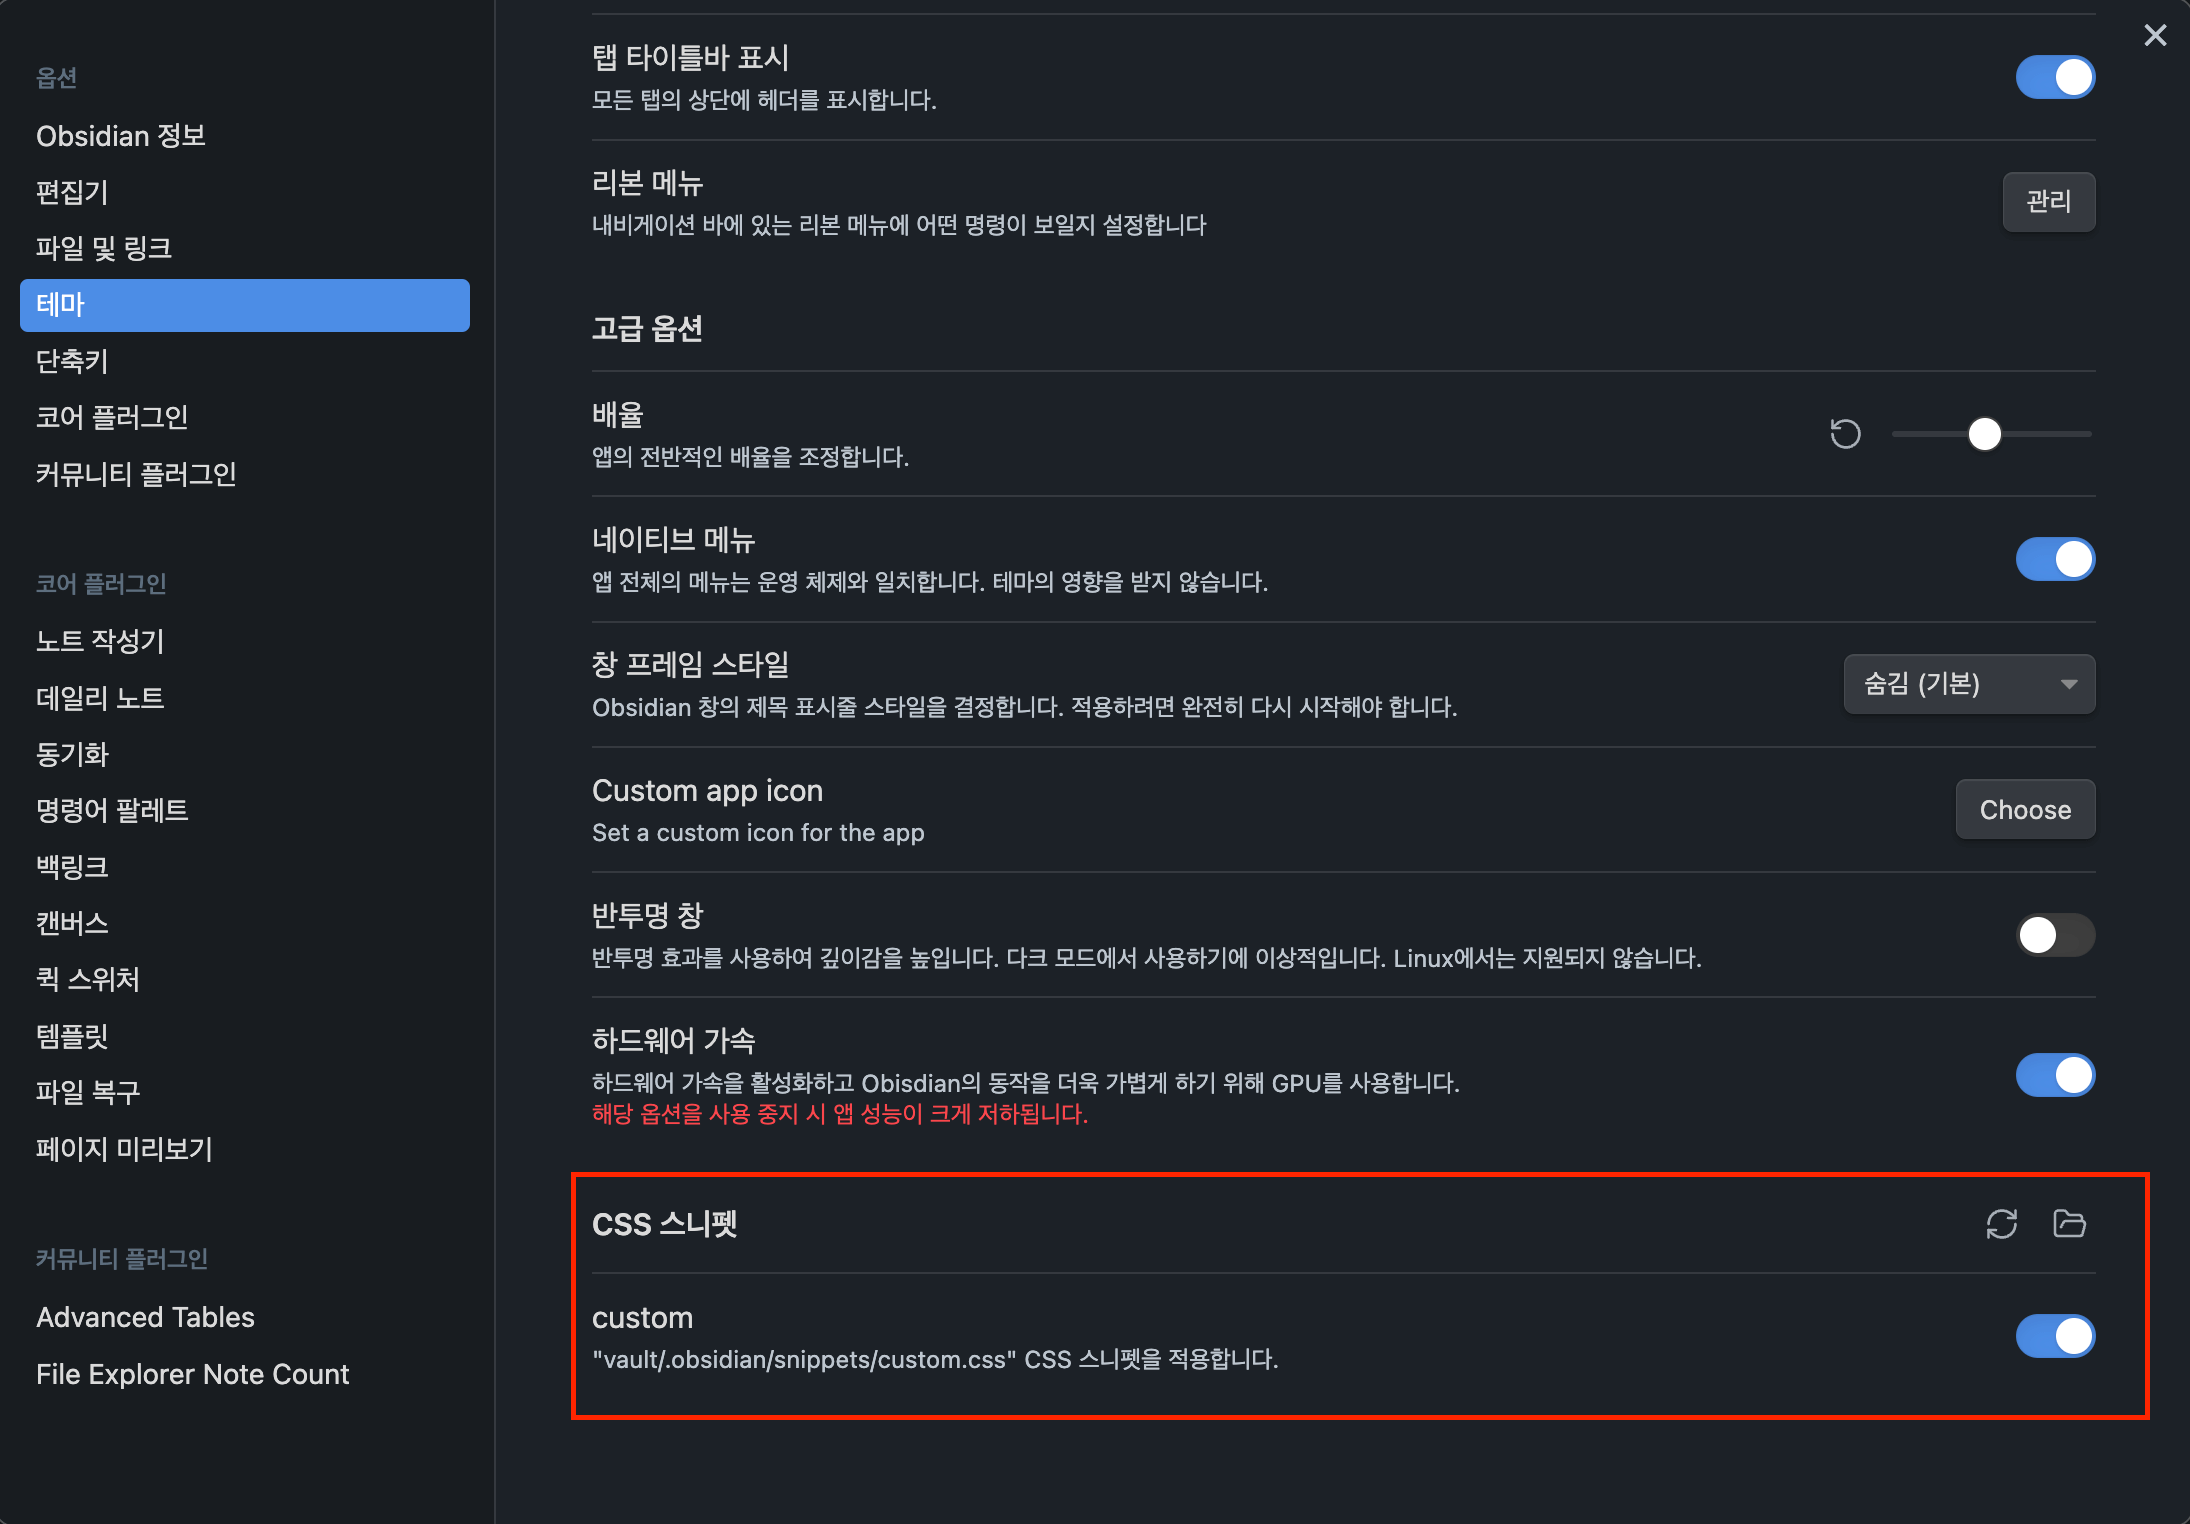 옵션
Obsidian 정보
편집기
파일 및 링크
테마
단축키
코어 플러그인
커뮤니티 플러그인
코어 플러그인
노트 작성기
데일리 노트
동기화
명령어 팔레트
백링크
캔버스
퀵 스위처
템플릿
파일 복구
페이지 미리보기
커뮤니티 플러그인
Advanced Tables
File Explorer Note Count
탭 타이틀바 표시
모든 탭의 상단에 헤더를 표시합니다.
리본 메뉴
내비게이션 바에 있는 리본 메뉴에 어떤 명령이 보일지 설정합니다
관리
고급 옵션
배율
앱의 전반적인 배율을 조정합니다.
네이티브 메뉴
앱 전체의 메뉴는 운영 체제와 일치합니다. 테마의 영향을 받지 않습니다.
창 프레임 스타일
Obsidian 창의 제목 표시줄 스타일을 결정합니다. 적용하려면 완전히 다시 시작해야 합니다.
숨김 (기본)
Custom app icon
Set a custom icon for the app
Choose
반투명 창
반투명 효과를 사용하여 깊이감을 높입니다. 다크 모드에서 사용하기에 이상적입니다. Linux에서는 지원되지 않습니다.
하드웨어 가속
하드웨어 가속을 활성화하고 Obisdian의 동작을 더욱 가볍게 하기 위해 GPU를 사용합니다.
해당 옵션을 사용 중지 시 앱 성능이 크게 저하됩니다.
CSS 스니펫
custom
"vault/.obsidian/snippets/custom.css" CSS 스니펫을 적용합니다.